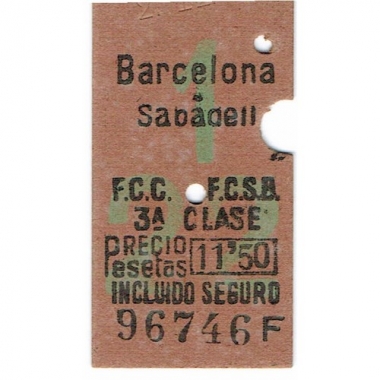 Barcelona
a
Sabadell
F.C.C. F.C.S.B.
3ª CLASE
PRECIO
Pesetas 11'50
INCLUIDO SEGURO
96746F